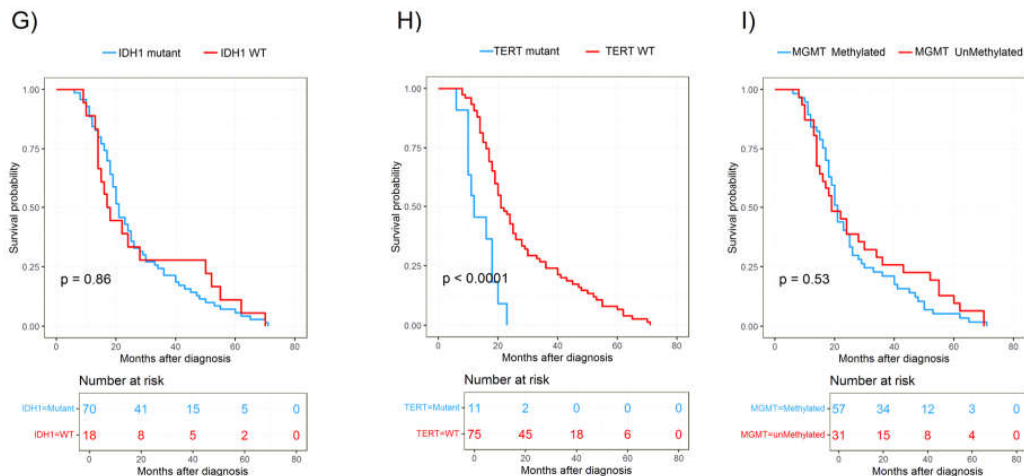 G)
IDH1 mutant IDH1 WT
1.00
0.75
0.50
0.25
0.00
Survival probability
p = 0.86
0 20 40 60 80
Months after diagnosis
Number at risk
IDH1=Mutant 70 41 15 5 0
IDH1=WT 18 8 5 2 0
0 20 40 60 80
Months after diagnosis
H)
TERT mutant TERT WT
1.00
0.75
0.50
0.25
0.00
Survival probability
p < 0.0001
0 20 40 60 80
Months after diagnosis
Number at risk
TERT=Mutant 11 2 0 0 0
TERT=WT 75 45 18 6 0
0 20 40 60 80
Months after diagnosis
I)
MGMT Methylated MGMT UnMethylated
1.00
0.75
0.50
0.25
0.00
Survival probability
p = 0.53
0 20 40 60 80
Months after diagnosis
Number at risk
MGMT=Methylated 57 34 12 3 0
MGMT=unMethylated 31 15 8 4 0
0 20 40 60 80
Months after diagnosis